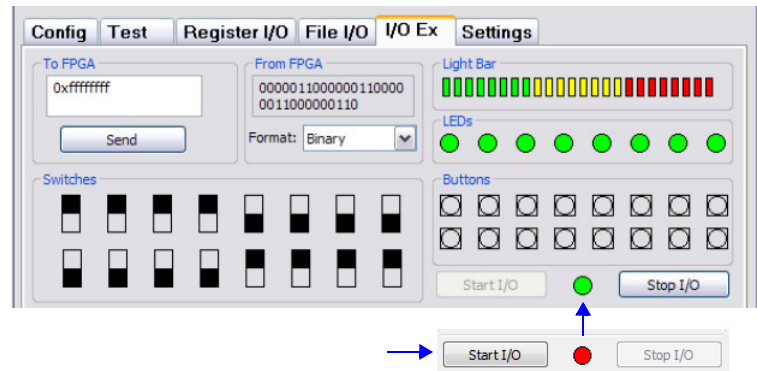 Config Test Register I/O File I/O I/O Ex Settings
To FPGA
0xffffffff
Send
From FPGA
0000011000000110000
0011000000110
Format: Binary
Light Bar
LEDs
Switches
Buttons
Start I/O Stop I/O
Start I/O Stop I/O